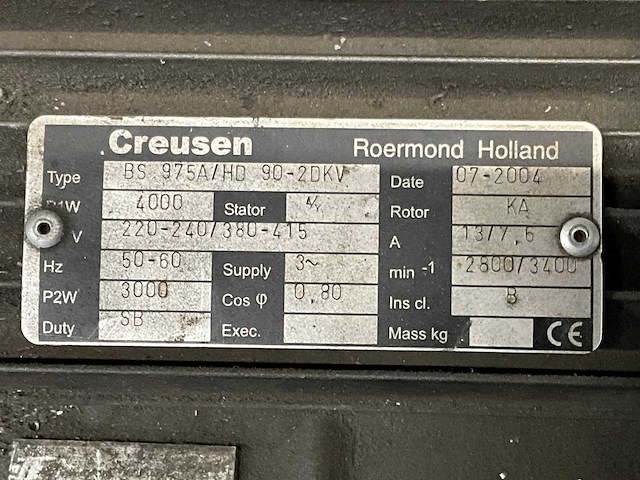 Creusen Roermond Holland
Type BS 975A/HD 90-2DKV Date 07-2004
P1W 4000 Stator Rotor KA
V 220-240/380-415 A 13/7,6
Hz 50-60 Supply 3~ min -1 2800/3400
P2W 3000 Cos φ 0,80 Ins cl. B
Duty SB Exec. Mass kg CE